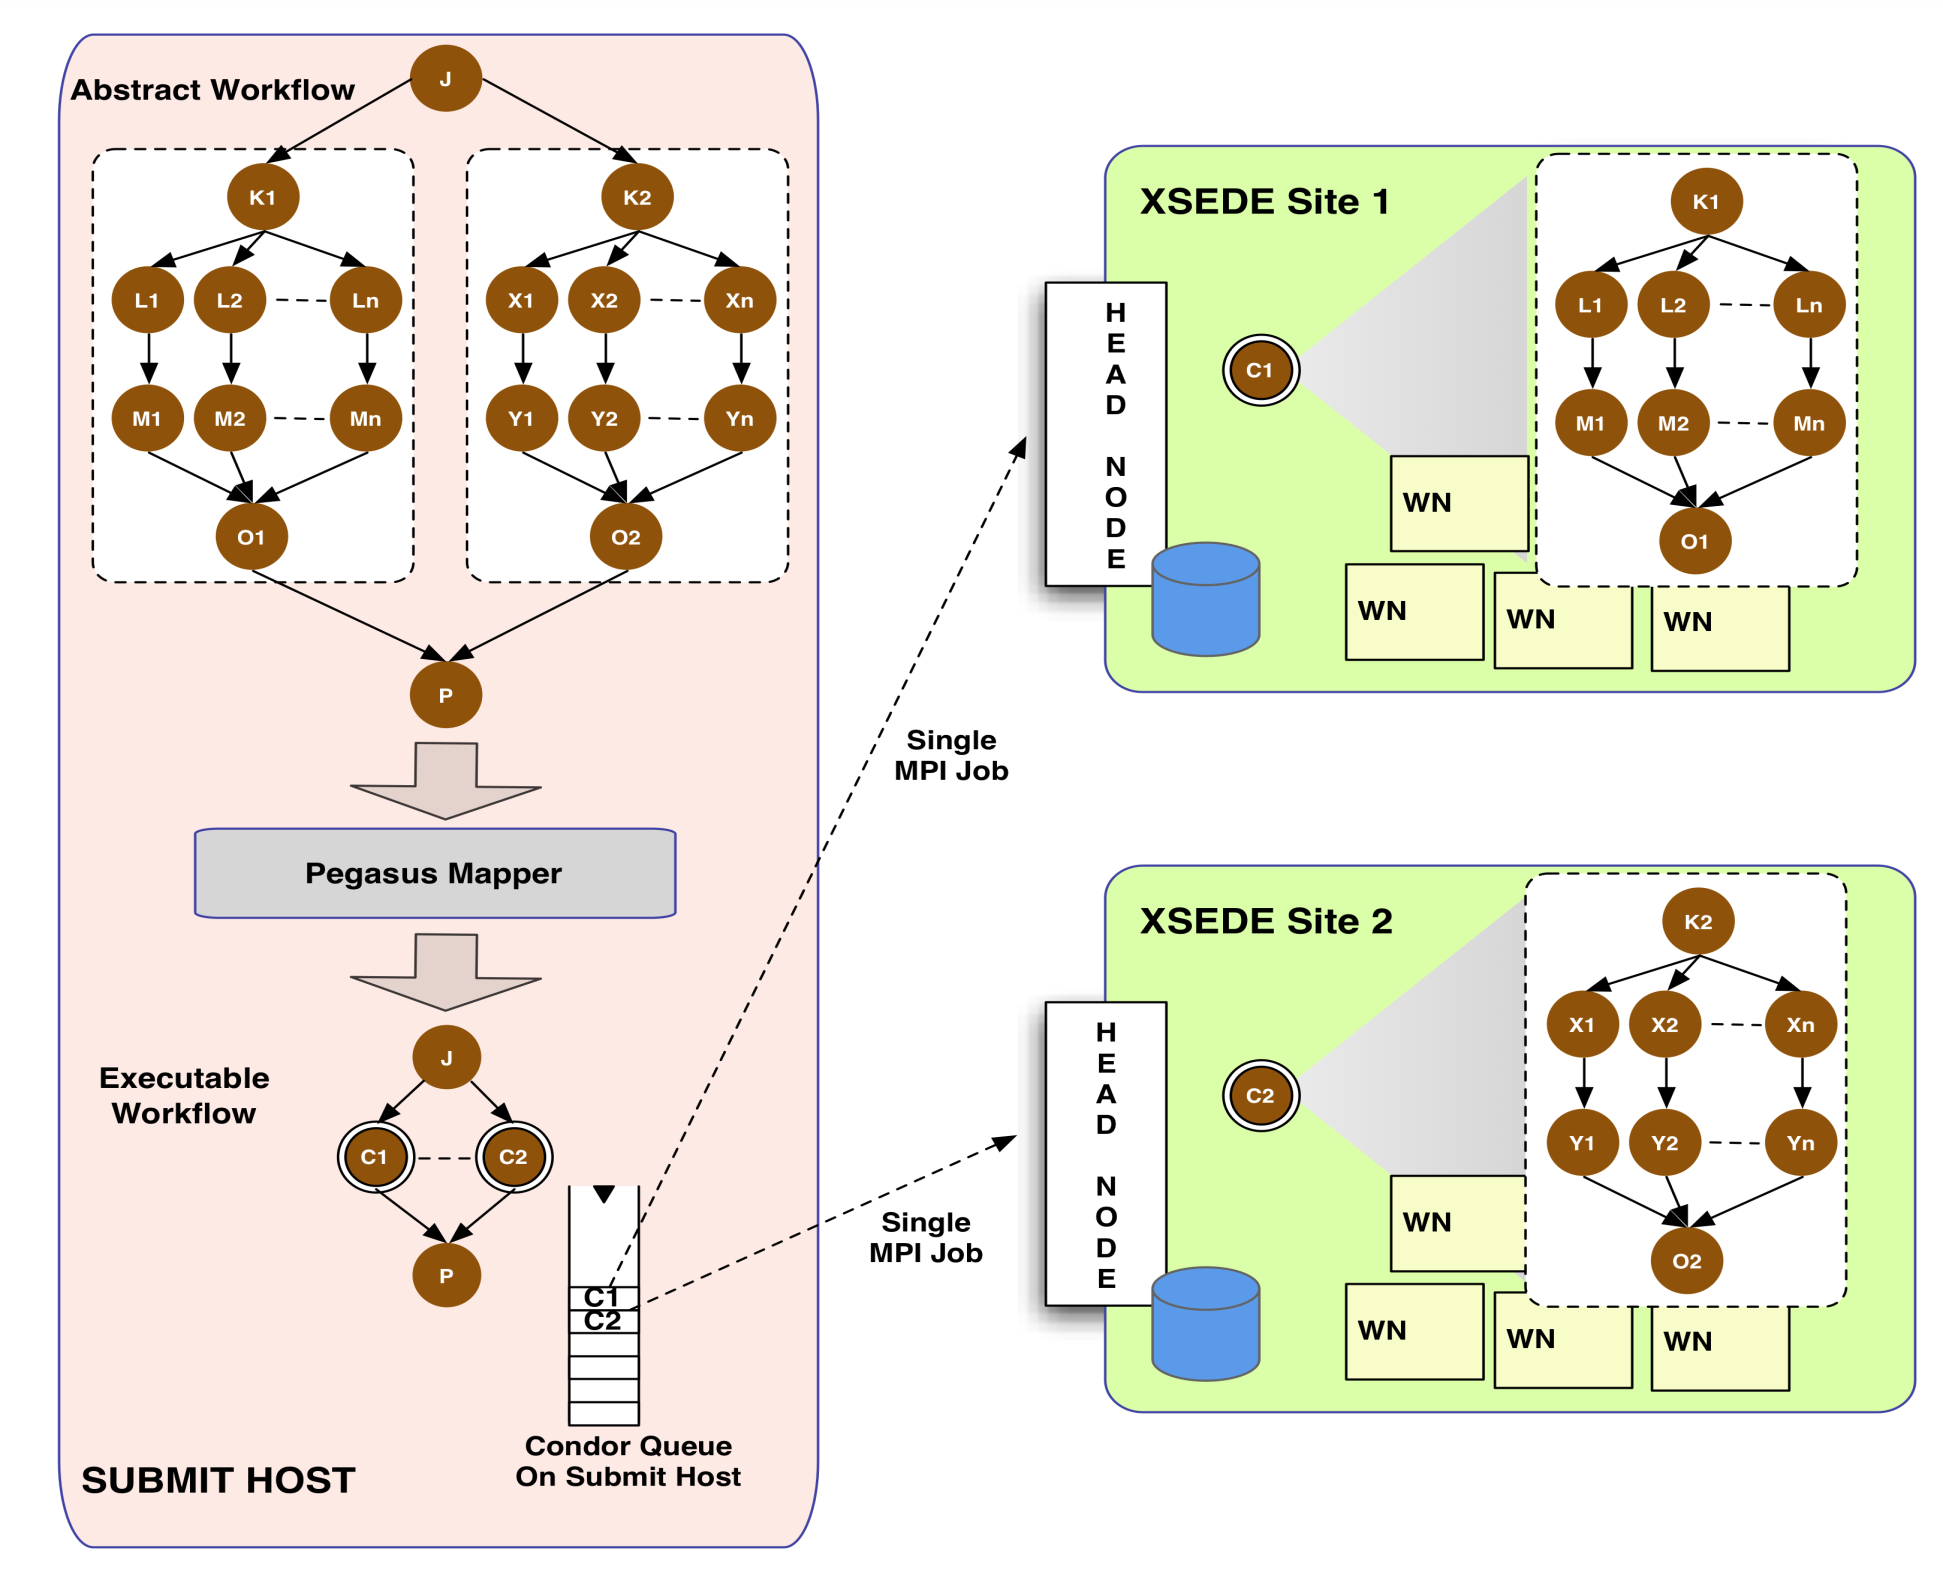 Abstract Workflow
J
K1
K2
L1 L2 Ln
X1 X2 Xn
M1 M2 Mn
Y1 Y2 Yn
O1
O2
P
Pegasus Mapper
Executable
Workflow
J
C1 C2
P
C1
C2
Condor Queue
On Submit Host
SUBMIT HOST
Single
MPI Job
Single
MPI Job
XSEDE Site 1
H
E
A
D
N
O
D
E
C1
K1
L1 L2 Ln
M1 M2 Mn
O1
WN
WN
WN
WN
XSEDE Site 2
H
E
A
D
N
O
D
E
C2
K2
X1 X2 Xn
Y1 Y2 Yn
O2
WN
WN
WN
WN